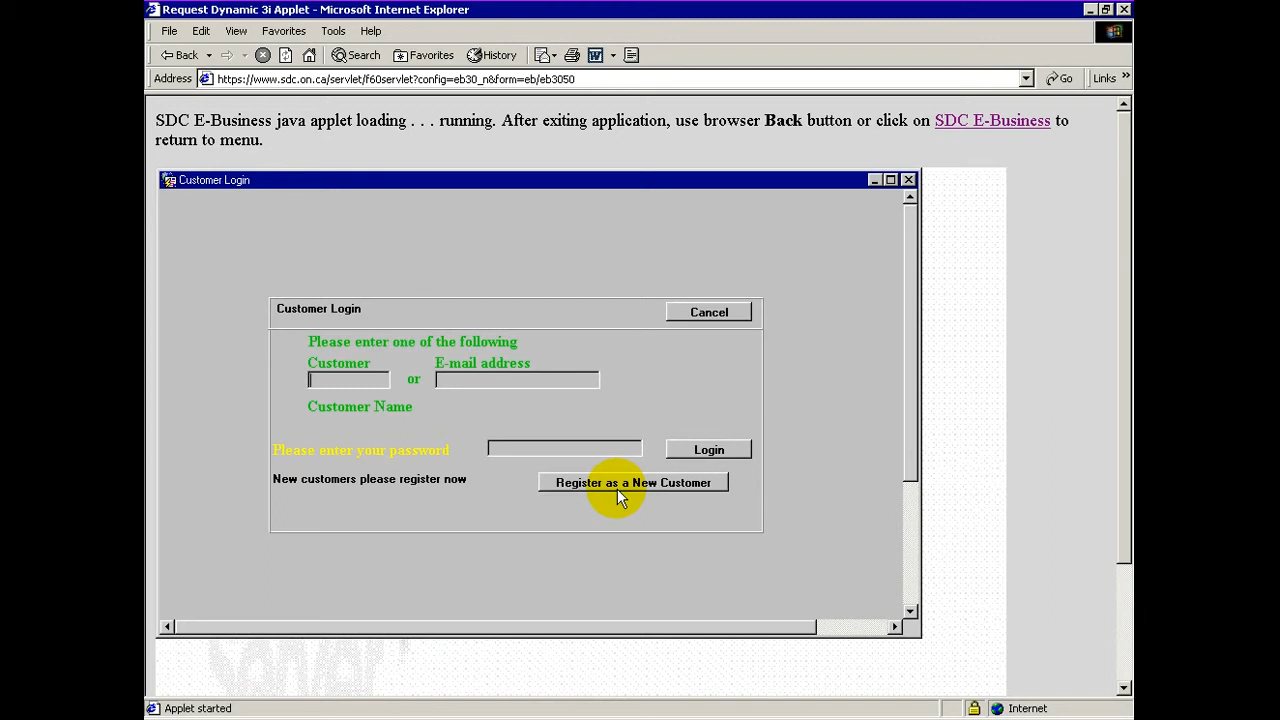 Request Dynamic 3i Applet - Microsoft Internet Explorer
File Edit View Favorites Tools Help
Back Search Favorites History
Address https://www.sdc.on.ca/servlet/f60servlet?config=eb30_n&form=eb/eb3050 Go Links »
SDC E-Business java applet loading . . . running. After exiting application, use browser Back button or click on SDC E-Business to
return to menu.
Customer Login
Customer Login Cancel
Please enter one of the following
Customer E-mail address
or
Customer Name
Please enter your password Login
New customers please register now Register as a New Customer
Server
Applet started Internet